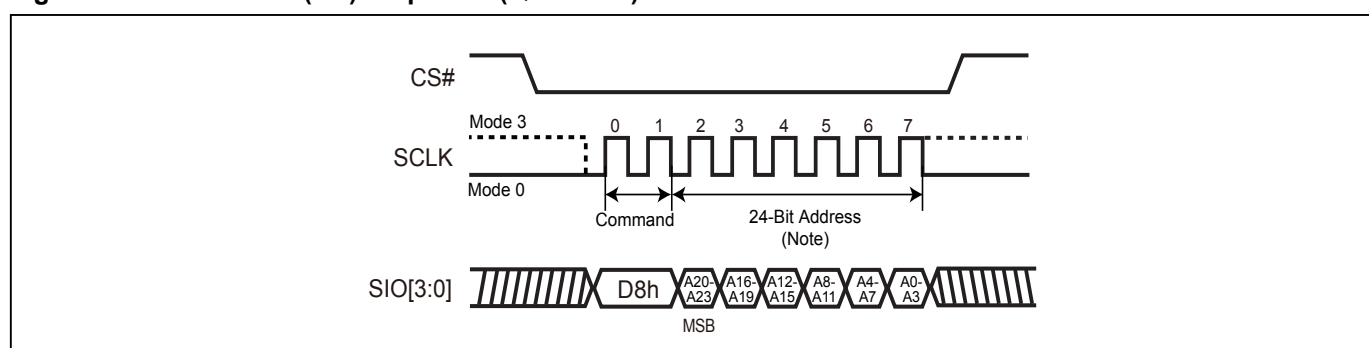 CS#
Mode 3
0 1 2 3 4 5 6 7
SCLK
Mode 0
Command
24-Bit Address
(Note)
SIO[3:0]
D8h
A20-
A23
A16-
A19
A12-
A15
A8-
A11
A4-
A7
A0-
A3
MSB